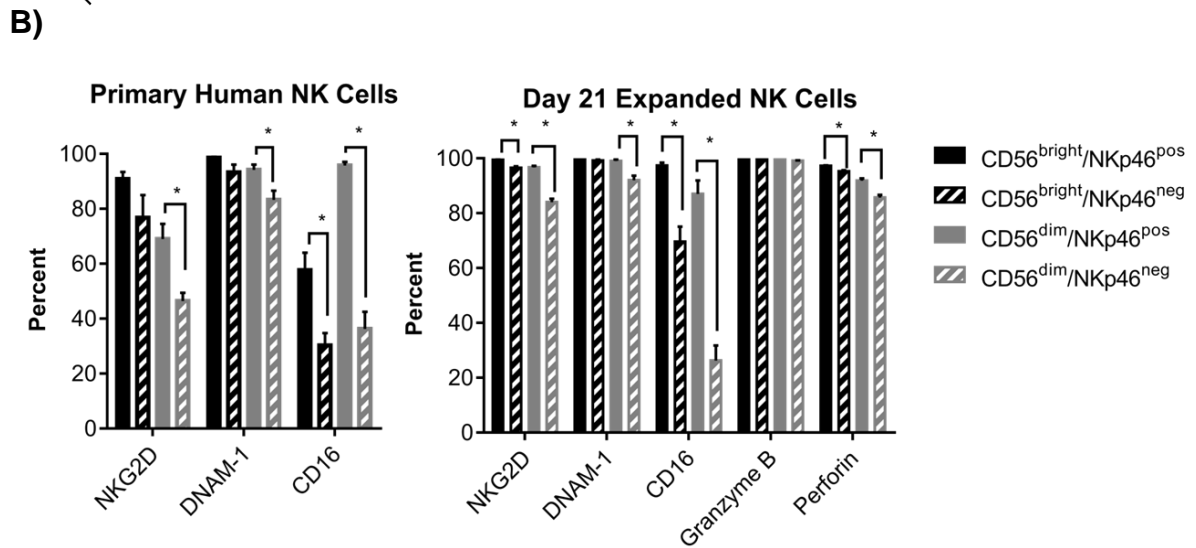 B)
Primary Human NK Cells
Day 21 Expanded NK Cells
Percent
100
80
60
40
20
0
* * * *
NKG2D
DNAM-1
CD16
Percent
100
80
60
40
20
0
* * * * * * *
NKG2D
DNAM-1
CD16
Granzyme B
Perforin
CD56bright/NKp46pos
CD56bright/NKp46neg
CD56dim/NKp46pos
CD56dim/NKp46neg